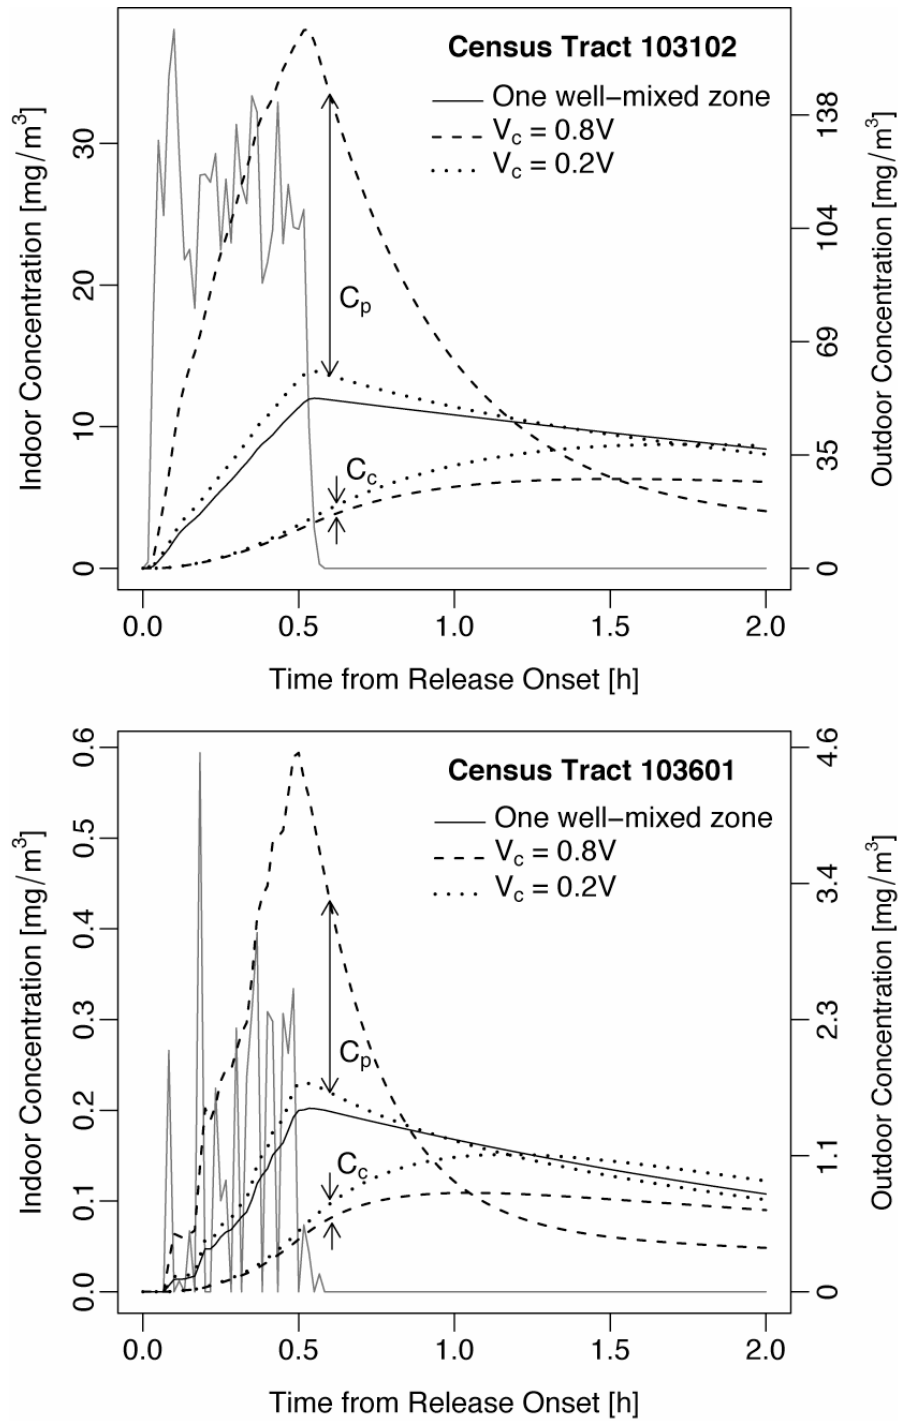 Census Tract 103102
One well−mixed zone
V_c = 0.8V
V_c = 0.2V
Indoor Concentration [mg/m³]
0 10 20 30
C_p
C_c
Outdoor Concentration [mg/m³]
0 35 69 104 138
0.0 0.5 1.0 1.5 2.0
Time from Release Onset [h]
Census Tract 103601
One well−mixed zone
V_c = 0.8V
V_c = 0.2V
Indoor Concentration [mg/m³]
0.0 0.1 0.2 0.3 0.4 0.5 0.6
C_p
C_c
Outdoor Concentration [mg/m³]
0 1.1 2.3 3.4 4.6
0.0 0.5 1.0 1.5 2.0
Time from Release Onset [h]